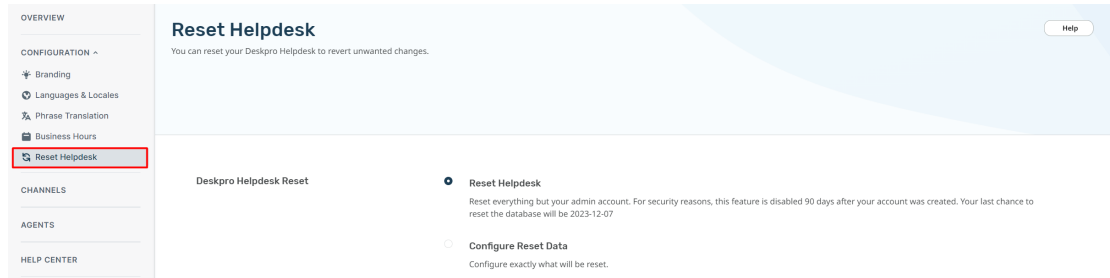 OVERVIEW
CONFIGURATION
Branding
Languages & Locales
Phrase Translation
Business Hours
Reset Helpdesk
CHANNELS
AGENTS
HELP CENTER
Reset Helpdesk
Help
You can reset your Deskpro Helpdesk to revert unwanted changes.
Deskpro Helpdesk Reset
Reset Helpdesk
Reset everything but your admin account. For security reasons, this feature is disabled 90 days after your account was created. Your last chance to
reset the database will be 2023-12-07
Configure Reset Data
Configure exactly what will be reset.